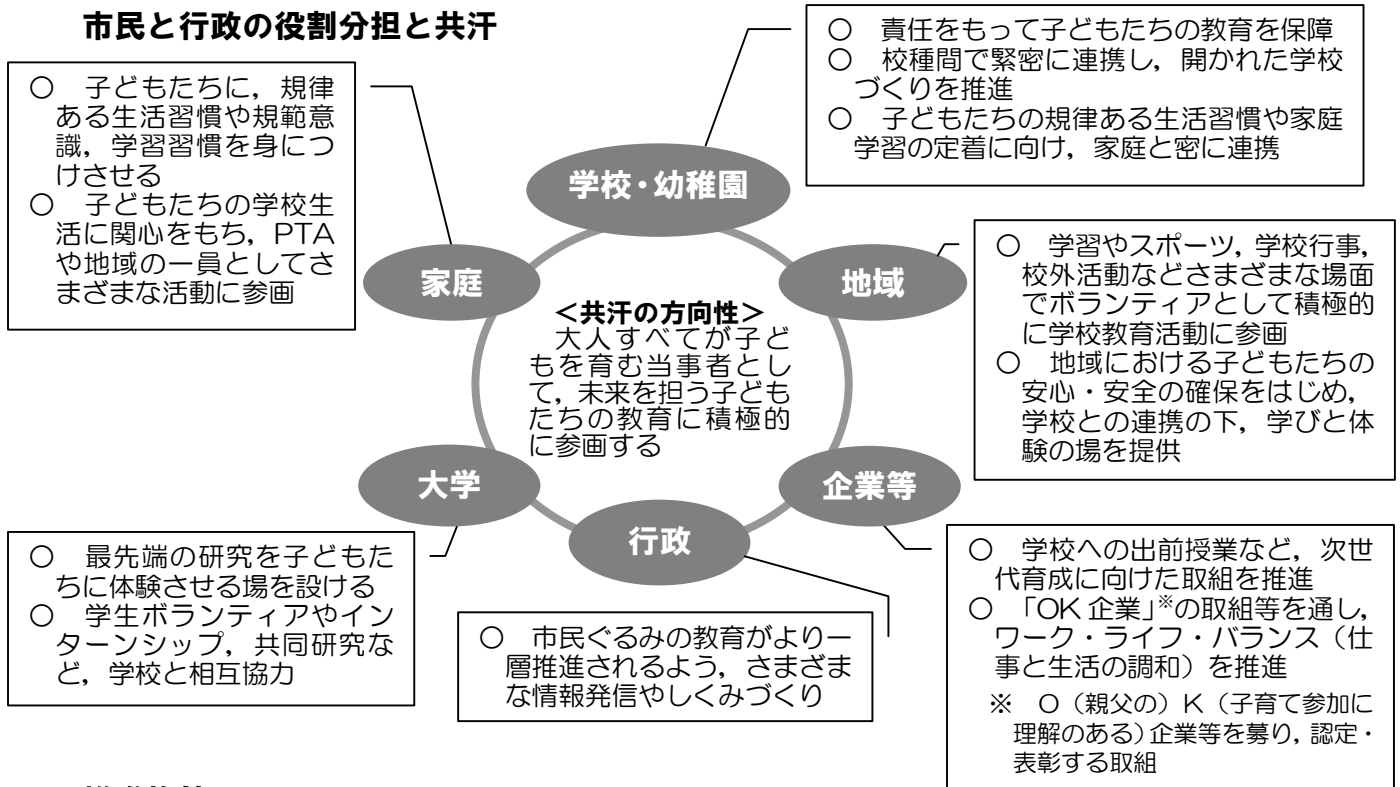 市民と行政の役割分担と共汗
○　責任をもって子どもたちの教育を保障
○　校種間で緊密に連携し，開かれた学校
づくりを推進
○　子どもたちの規律ある生活習慣や家庭
学習の定着に向け，家庭と密に連携
○　子どもたちに，規律
ある生活習慣や規範意
識，学習習慣を身につ
けさせる
○　子どもたちの学校生
活に関心をもち，PTA
や地域の一員としてさ
まざまな活動に参画
学校・幼稚園
家庭
地域
○　学習やスポーツ，学校行事，
校外活動などさまざまな場面
でボランティアとして積極的
に学校教育活動に参画
○　地域における子どもたちの
安心・安全の確保をはじめ，
学校との連携の下，学びと体
験の場を提供
＜共汗の方向性＞
大人すべてが子ど
もを育む当事者とし
て，未来を担う子ども
たちの教育に積極的
に参画する
大学
企業等
行政
○　最先端の研究を子どもた
ちに体験させる場を設ける
○　学生ボランティアやイン
ターンシップ，共同研究な
ど，学校と相互協力
○　市民ぐるみの教育がより一
層推進されるよう，さまざま
な情報発信やしくみづくり
○　学校への出前授業など，次世
代育成に向けた取組を推進
○　「OK企業」※の取組等を通し，
ワーク・ライフ・バランス（仕
事と生活の調和）を推進
※　O（親父の）K（子育て参加に
理解のある）企業等を募り，認定・
表彰する取組